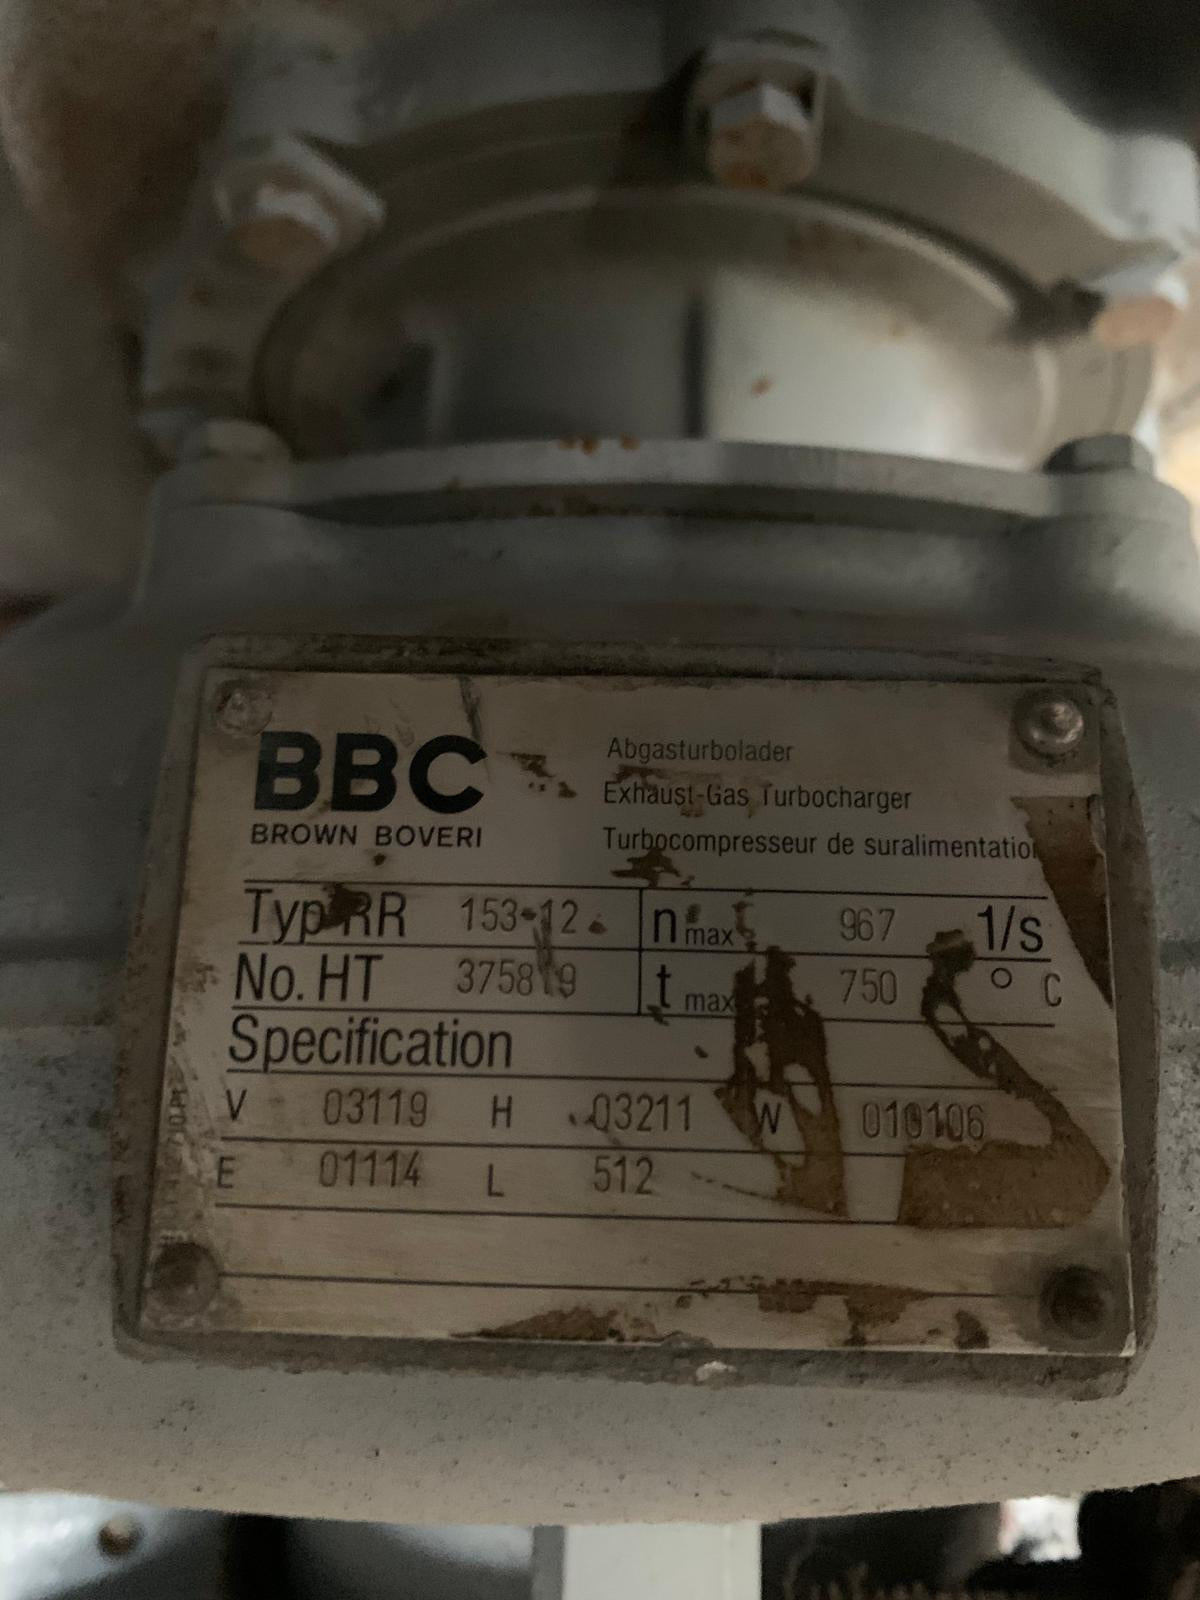 BBC
BROWN BOVERI
Abgasturbolader
Exhaust-Gas Turbocharger
Turbocompresseur de suralimentation
Typ RR 153-12 n max 967 1/s
No. HT t max 750 ° C
Specification
V 03119 H 03211 W 010106
E 01114 L 512